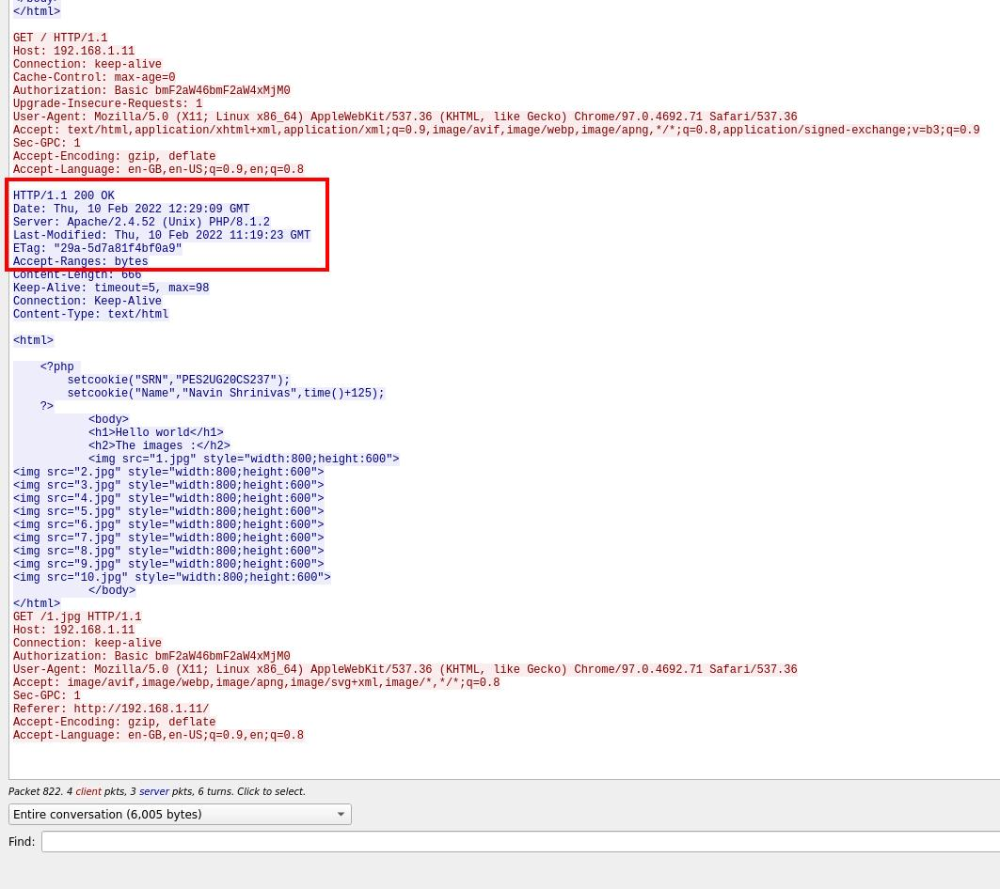 </body>
</html>
GET / HTTP/1.1
Host: 192.168.1.11
Connection: keep-alive
Cache-Control: max-age=0
Authorization: Basic bmF2aW46bmF2aW4xMjM0
Upgrade-Insecure-Requests: 1
User-Agent: Mozilla/5.0 (X11; Linux x86_64) AppleWebKit/537.36 (KHTML, like Gecko) Chrome/97.0.4692.71 Safari/537.36
Accept: text/html,application/xhtml+xml,application/xml;q=0.9,image/avif,image/webp,image/apng,*/*;q=0.8,application/signed-exchange;v=b3;q=0.9
Sec-GPC: 1
Accept-Encoding: gzip, deflate
Accept-Language: en-GB,en-US;q=0.9,en;q=0.8
HTTP/1.1 200 OK
Date: Thu, 10 Feb 2022 12:29:09 GMT
Server: Apache/2.4.52 (Unix) PHP/8.1.2
Last-Modified: Thu, 10 Feb 2022 11:19:23 GMT
ETag: "29a-5d7a81f4bf0a9"
Accept-Ranges: bytes
Content-Length: 666
Keep-Alive: timeout=5, max=98
Connection: Keep-Alive
Content-Type: text/html
<html>
<?php
setcookie("SRN","PES2UG20CS237");
setcookie("Name","Navin Shrinivas",time()+125);
?>
<body>
<h1>Hello world</h1>
<h2>The images :</h2>
<img src="1.jpg" style="width:800;height:600">
<img src="2.jpg" style="width:800;height:600">
<img src="3.jpg" style="width:800;height:600">
<img src="4.jpg" style="width:800;height:600">
<img src="5.jpg" style="width:800;height:600">
<img src="6.jpg" style="width:800;height:600">
<img src="7.jpg" style="width:800;height:600">
<img src="8.jpg" style="width:800;height:600">
<img src="9.jpg" style="width:800;height:600">
<img src="10.jpg" style="width:800;height:600">
</body>
</html>
GET /1.jpg HTTP/1.1
Host: 192.168.1.11
Connection: keep-alive
Authorization: Basic bmF2aW46bmF2aW4xMjM0
User-Agent: Mozilla/5.0 (X11; Linux x86_64) AppleWebKit/537.36 (KHTML, like Gecko) Chrome/97.0.4692.71 Safari/537.36
Accept: image/avif,image/webp,image/apng,image/svg+xml,image/*,*/*;q=0.8
Sec-GPC: 1
Referer: http://192.168.1.11/
Accept-Encoding: gzip, deflate
Accept-Language: en-GB,en-US;q=0.9,en;q=0.8
Packet 822. 4 client pkts, 3 server pkts, 6 turns. Click to select.
Entire conversation (6,005 bytes)
Find: